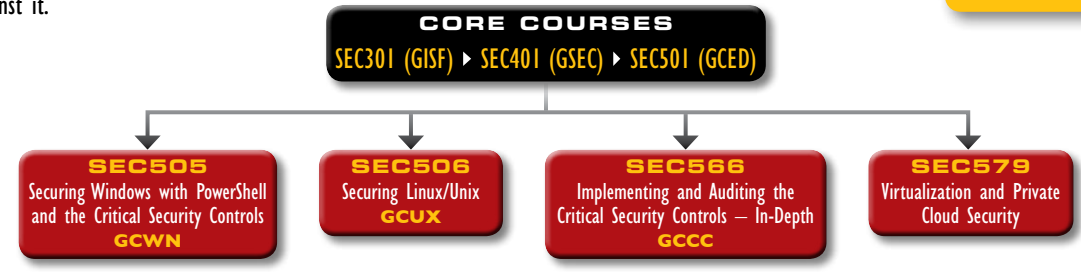 nst it.
CORE COURSES
SEC301 (GISF) ▸ SEC401 (GSEC) ▸ SEC501 (GCED)
SEC505
Securing Windows with PowerShell
and the Critical Security Controls
GCWN
SEC506
Securing Linux/Unix
GCUX
SEC566
Implementing and Auditing the
Critical Security Controls – In-Depth
GCCC
SEC579
Virtualization and Private
Cloud Security